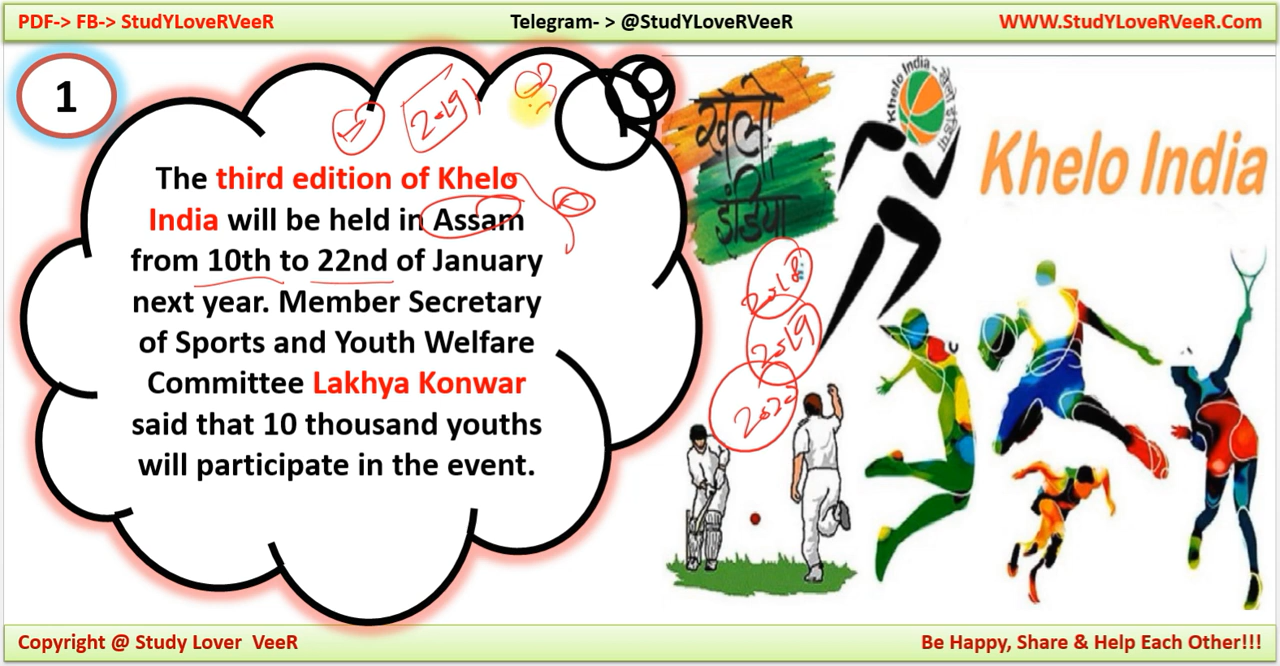 PDF-> FB-> StudYLoveRVeeR
Telegram- > @StudYLoveRVeeR
WWW.StudYLoveRVeeR.Com
1
The third edition of Khelo
India will be held in Assam
from 10th to 22nd of January
next year. Member Secretary
of Sports and Youth Welfare
Committee Lakhya Konwar
said that 10 thousand youths
will participate in the event.
2019
खेलो
इंडिया
Khelo India - खेलो इंडिया
Khelo India
2018
2019
2020
Copyright @ Study Lover VeeR
Be Happy, Share & Help Each Other!!!